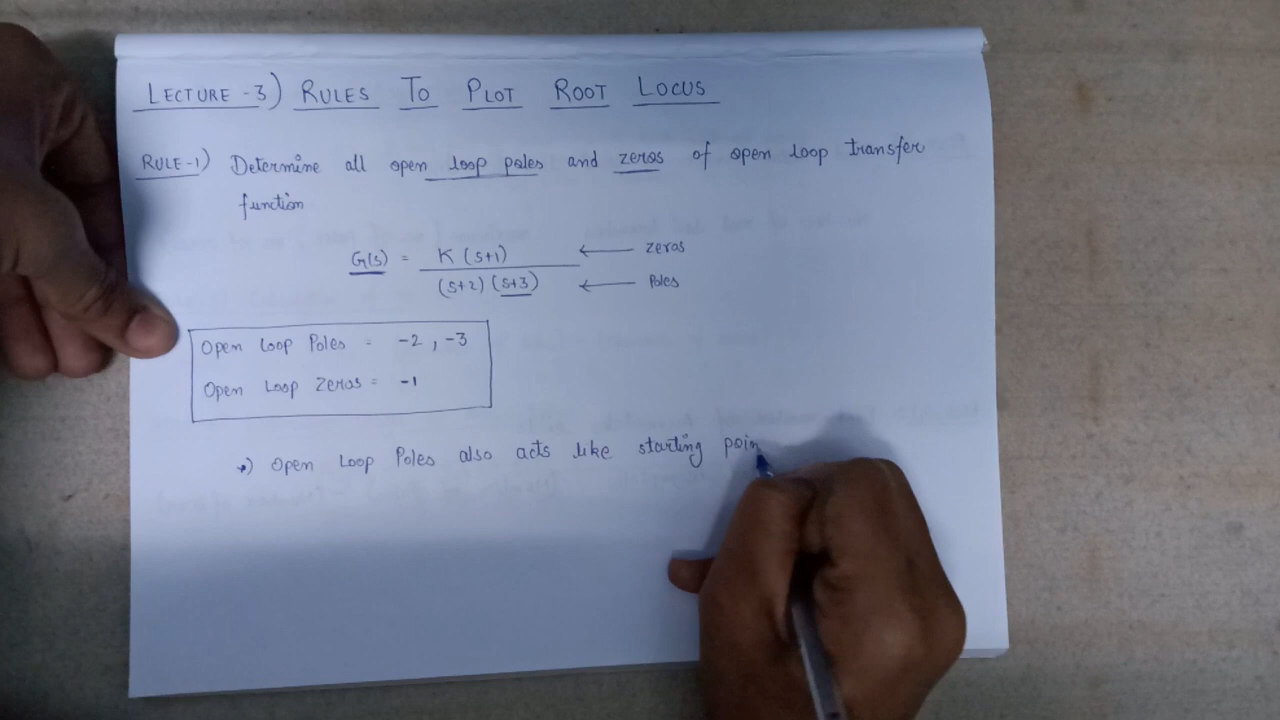 LECTURE -3) RULES TO PLOT ROOT LOCUS
RULE-1) Determine all open loop poles and zeros of open loop transfer
function
G(s) = K (s+1) ← zeros
(s+2) (s+3) ← Poles
Open Loop Poles = -2, -3
Open Loop Zeros = -1
•) Open Loop Poles also acts like starting poin